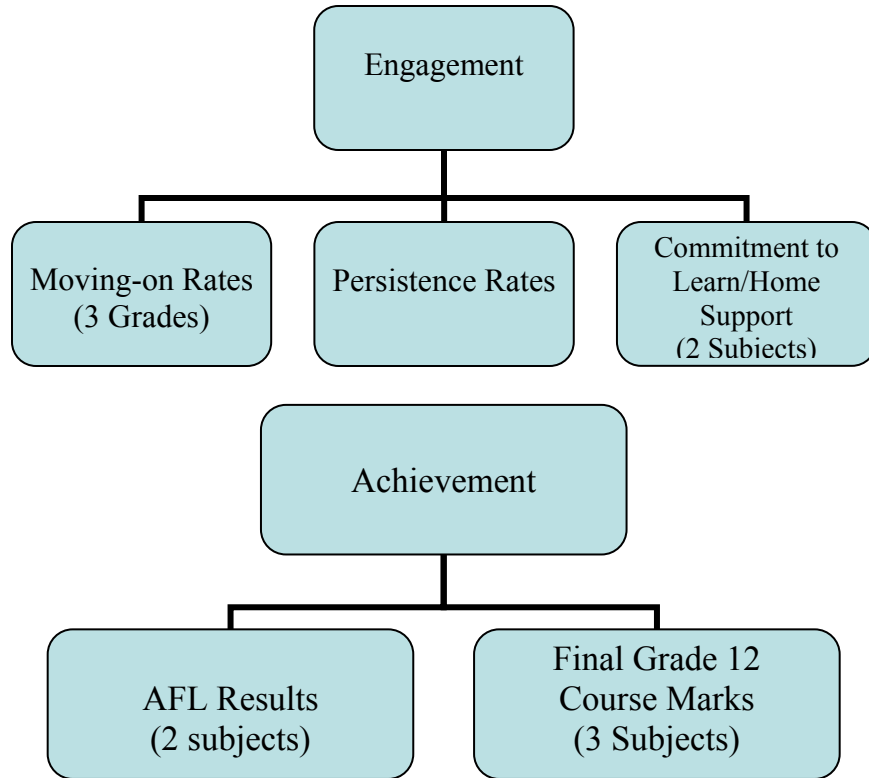 Engagement
Moving-on Rates
(3 Grades)
Persistence Rates
Commitment to
Learn/Home
Support
(2 Subjects)
Achievement
AFL Results
(2 subjects)
Final Grade 12
Course Marks
(3 Subjects)